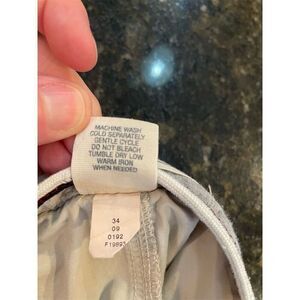 MACHINE WASH
COLD SEPARATELY
GENTLE CYCLE
DO NOT BLEACH
TUMBLE DRY LOW
WARM IRON
WHEN NEEDED
34
09
0192